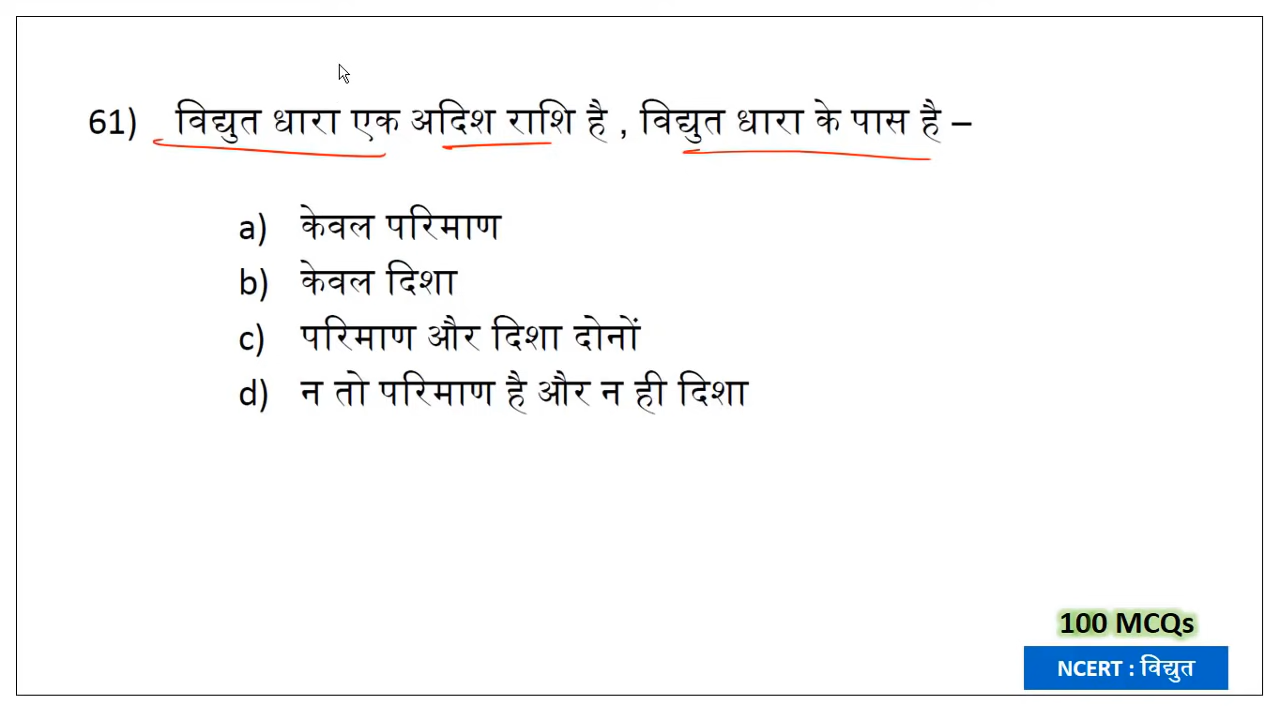 61) विद्युत धारा एक अदिश राशि है , विद्युत धारा के पास है –
a) केवल परिमाण
b) केवल दिशा
c) परिमाण और दिशा दोनों
d) न तो परिमाण है और न ही दिशा
100 MCQs
NCERT : विद्युत